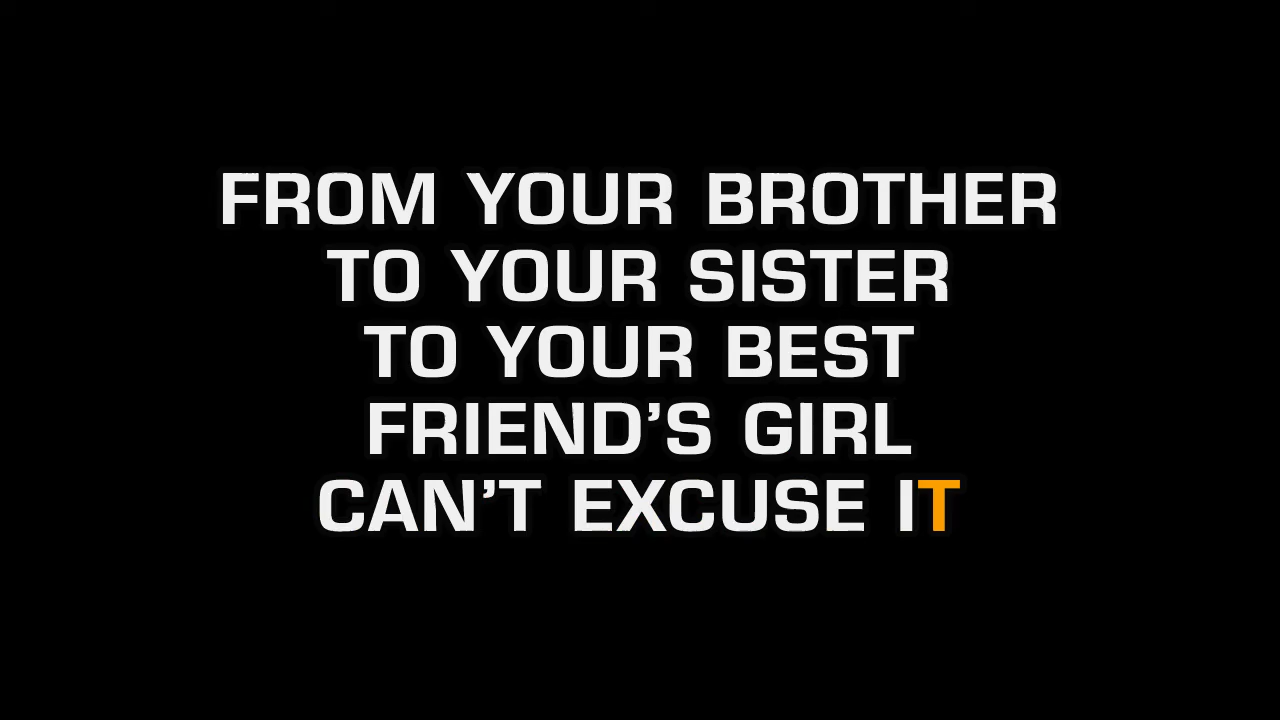 FROM YOUR BROTHER
TO YOUR SISTER
TO YOUR BEST
FRIEND’S GIRL
CAN’T EXCUSE IT